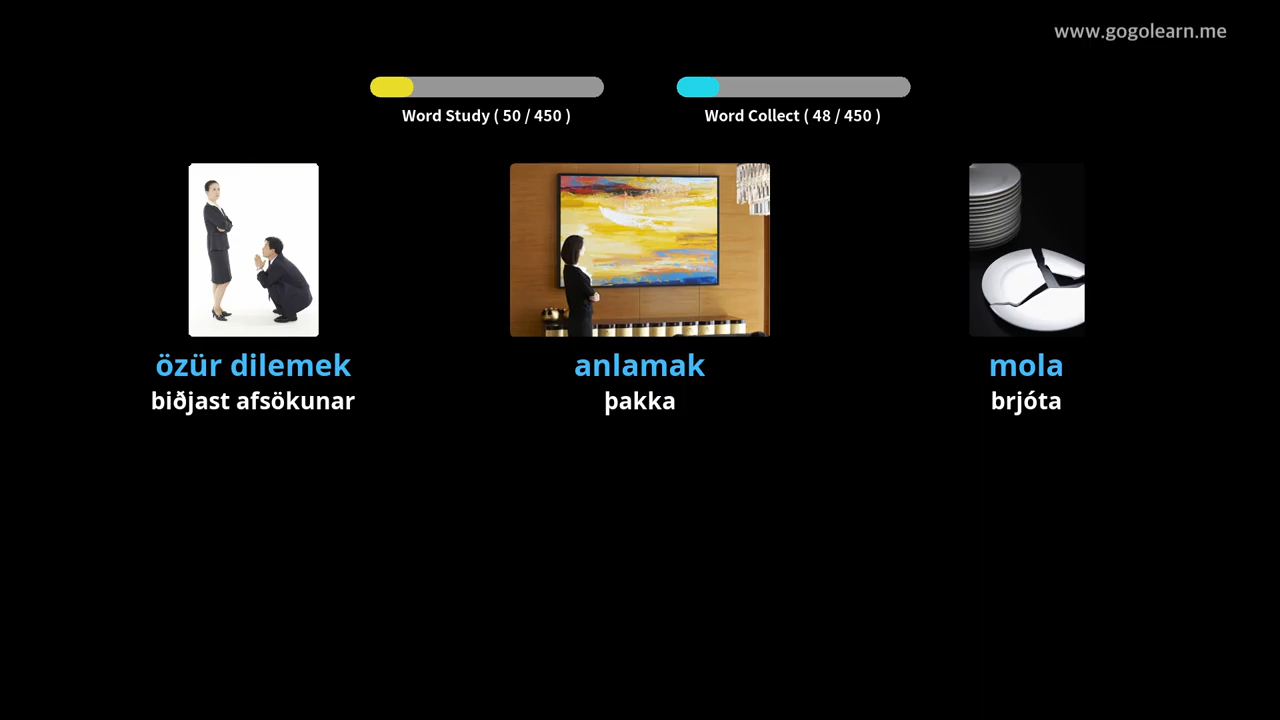 www.gogolearn.me
Word Study ( 50 / 450 )
Word Collect ( 48 / 450 )
özür dilemek
biðjast afsökunar
anlamak
þakka
mola
brjóta